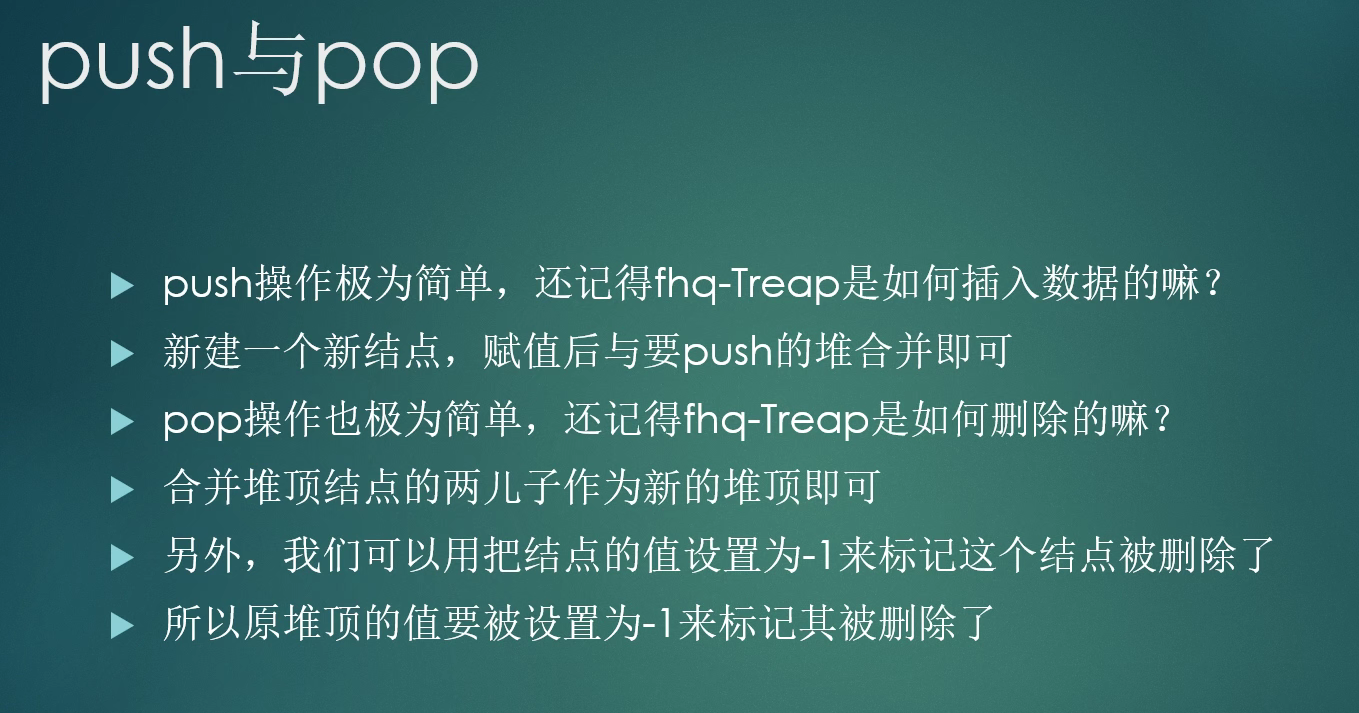 push与pop
push操作极为简单，还记得fhq-Treap是如何插入数据的嘛？
新建一个新结点，赋值后与要push的堆合并即可
pop操作也极为简单，还记得fhq-Treap是如何删除的嘛？
合并堆顶结点的两儿子作为新的堆顶即可
另外，我们可以用把结点的值设置为-1来标记这个结点被删除了
所以原堆顶的值要被设置为-1来标记其被删除了